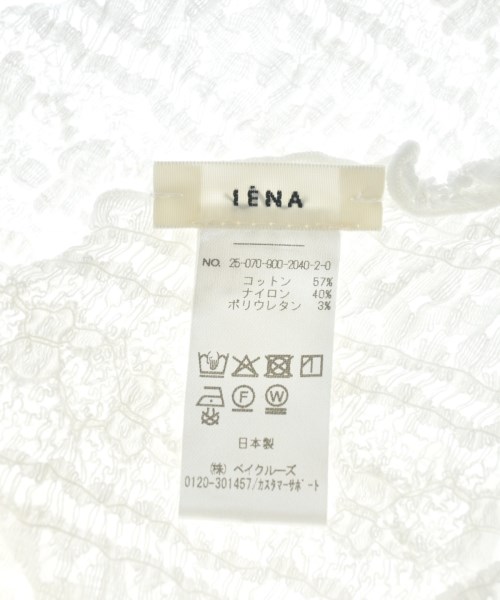 IÉNA
NO. 25-070-900-2040-2-0
コットン 57%
ナイロン 40%
ポリウレタン 3%
F W
日本製
(株) ベイクルーズ
0120-301457/カスタマーサポート